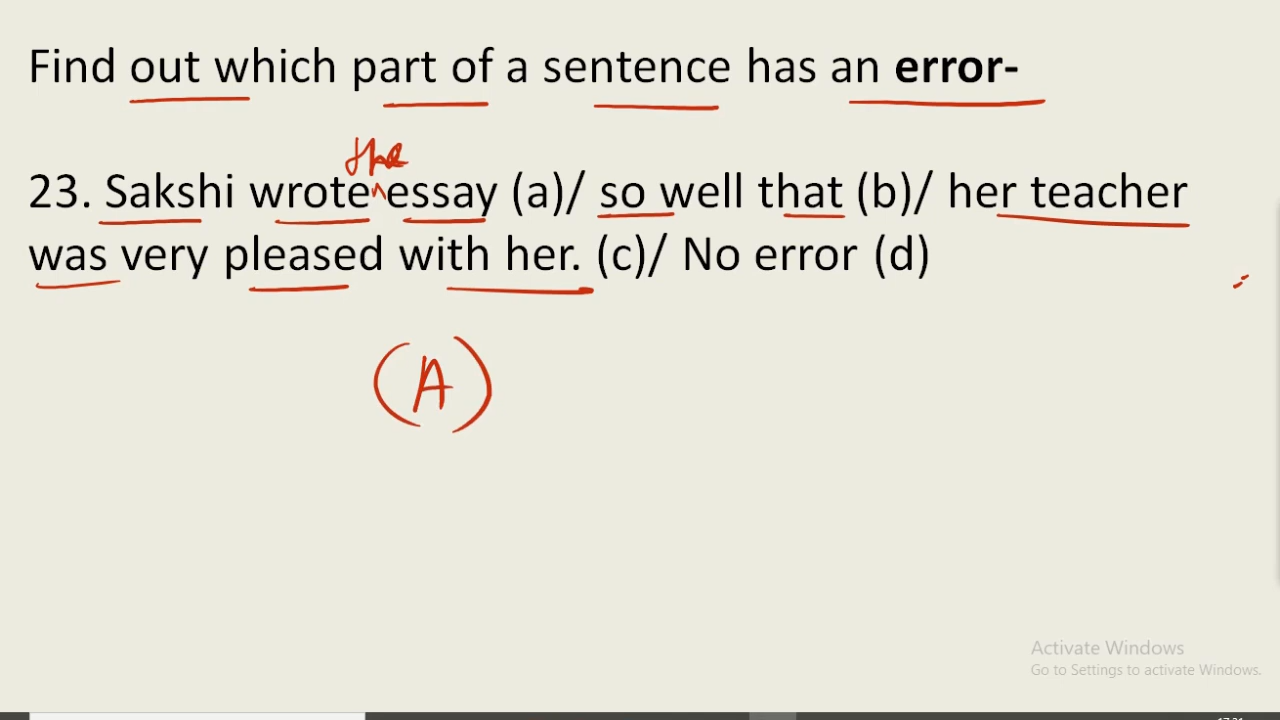 Find out which part of a sentence has an error-
the
23. Sakshi wrote essay (a)/ so well that (b)/ her teacher
was very pleased with her. (c)/ No error (d)
(A)
Activate Windows
Go to Settings to activate Windows.